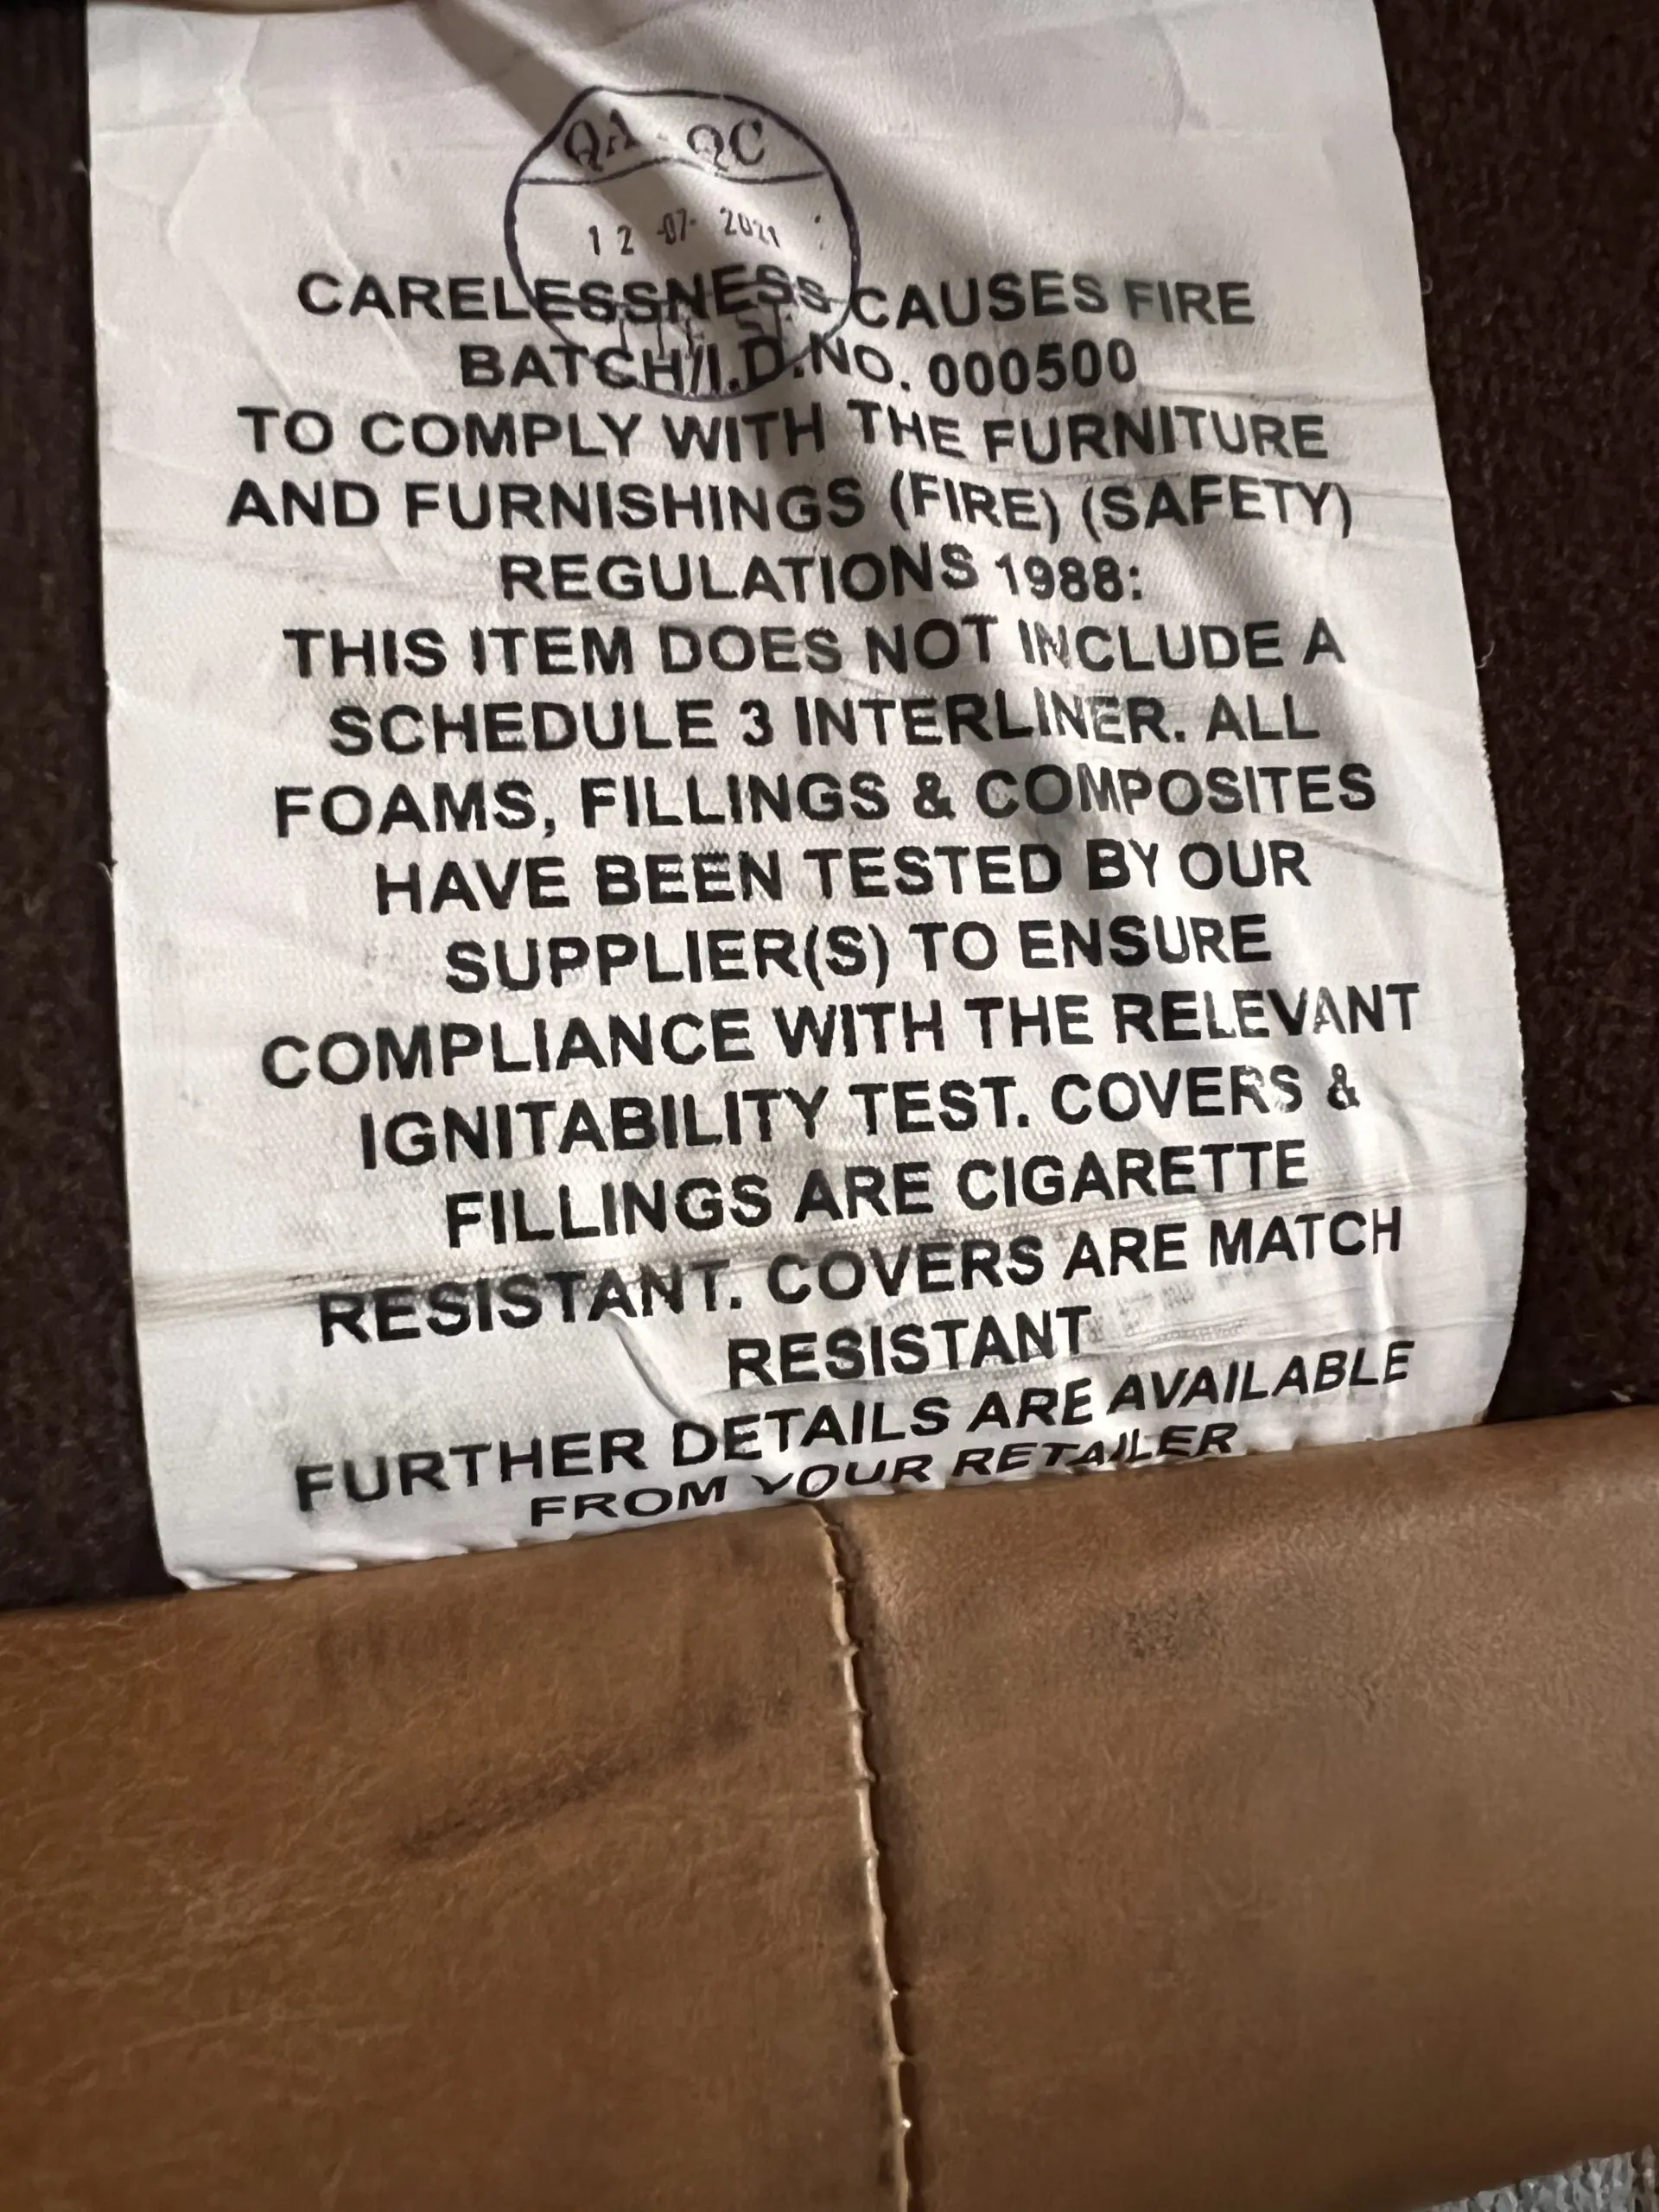 QA - QC
12 -07- 2021
CARELESSNESS CAUSES FIRE
BATCH/I.D.NO. 000500
TO COMPLY WITH THE FURNITURE
AND FURNISHINGS (FIRE) (SAFETY)
REGULATIONS 1988:
THIS ITEM DOES NOT INCLUDE A
SCHEDULE 3 INTERLINER. ALL
FOAMS, FILLINGS & COMPOSITES
HAVE BEEN TESTED BY OUR
SUPPLIER(S) TO ENSURE
COMPLIANCE WITH THE RELEVANT
IGNITABILITY TEST. COVERS &
FILLINGS ARE CIGARETTE
RESISTANT. COVERS ARE MATCH
RESISTANT
FURTHER DETAILS ARE AVAILABLE
FROM YOUR RETAILER